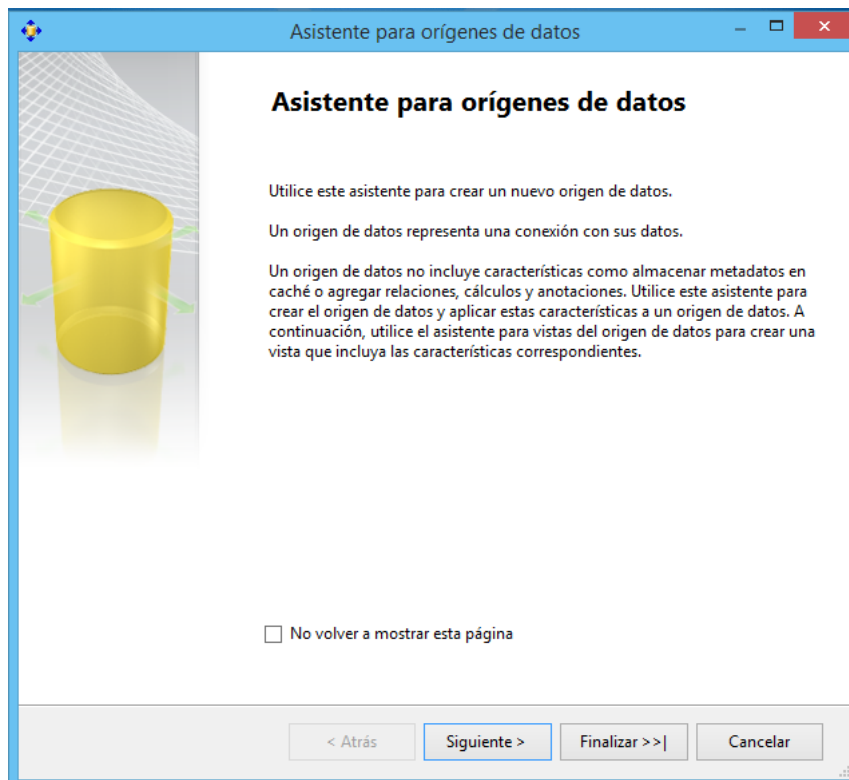 Asistente para orígenes de datos
Asistente para orígenes de datos
Utilice este asistente para crear un nuevo origen de datos.
Un origen de datos representa una conexión con sus datos.
Un origen de datos no incluye características como almacenar metadatos en
caché o agregar relaciones, cálculos y anotaciones. Utilice este asistente para
crear el origen de datos y aplicar estas características a un origen de datos. A
continuación, utilice el asistente para vistas del origen de datos para crear una
vista que incluya las características correspondientes.
No volver a mostrar esta página
< Atrás Siguiente > Finalizar >>| Cancelar